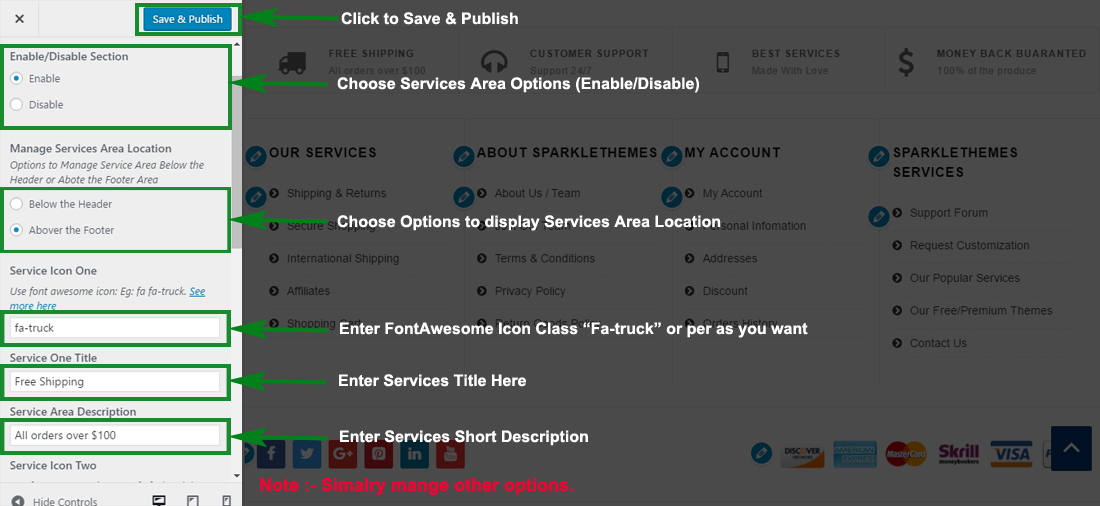 Save & Publish
Click to Save & Publish
Enable/Disable Section
Enable
Disable
Choose Services Area Options (Enable/Disable)
Manage Services Area Location
Options to Manage Service Area Below the
Header or Abote the Footer Area
Below the Header
Abover the Footer
Choose Options to display Services Area Location
Service Icon One
Use font awesome icon: Eg: fa fa-truck. See
more here
fa-truck
Enter FontAwesome Icon Class “Fa-truck” or per as you want
Service One Title
Free Shipping
Enter Services Title Here
Service Area Description
All orders over $100
Enter Services Short Description
Service Icon Two
Hide Controls
FREE SHIPPING
All orders over $100
CUSTOMER SUPPORT
Support 24/7
BEST SERVICES
Made With Love
MONEY BACK BUARANTED
100% of the produce
OUR SERVICES
Shipping & Returns
Secure Shopping
International Shipping
Affiliates
Shopping Cart
ABOUT SPARKLETHEMES
About Us / Team
Terms & Conditions
Privacy Policy
Return Goods Policy
MY ACCOUNT
My Account
Personal Infomation
Addresses
Discount
Orders History
SPARKLETHEMES
SERVICES
Support Forum
Request Customization
Our Popular Services
Our Free/Premium Themes
Contact Us
DISCOVER
AMERICAN EXPRESS
MasterCard
Skrill
moneybookers
VISA
Note :- Simalry mange other options.